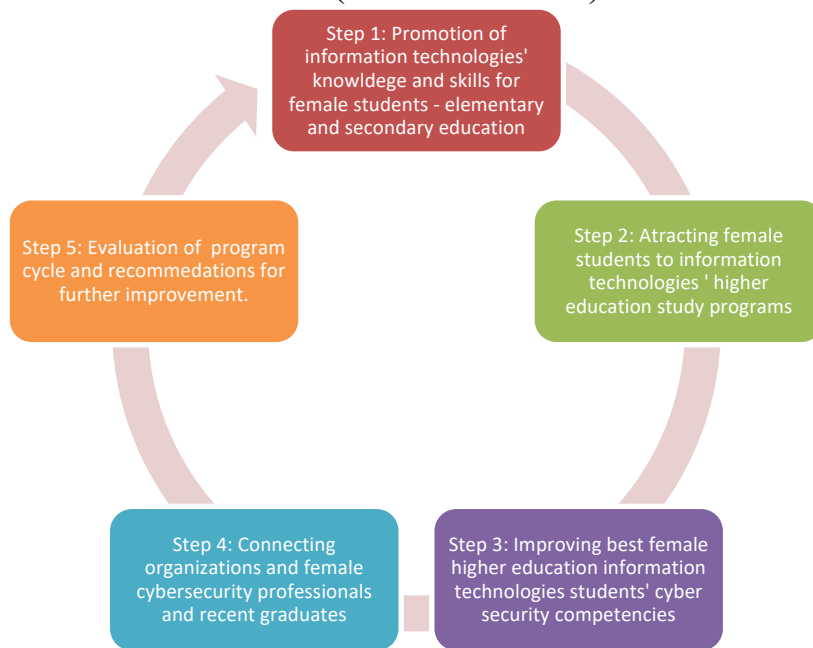 Step 1: Promotion of
information technologies'
knowldege and skills for
female students - elementary
and secondary education
Step 2: Atracting female
students to information
technologies ' higher
education study programs
Step 3: Improving best female
higher education information
technologies students' cyber
security competencies
Step 4: Connecting
organizations and female
cybersecurity professionals
and recent graduates
Step 5: Evaluation of program
cycle and recommedations for
further improvement.